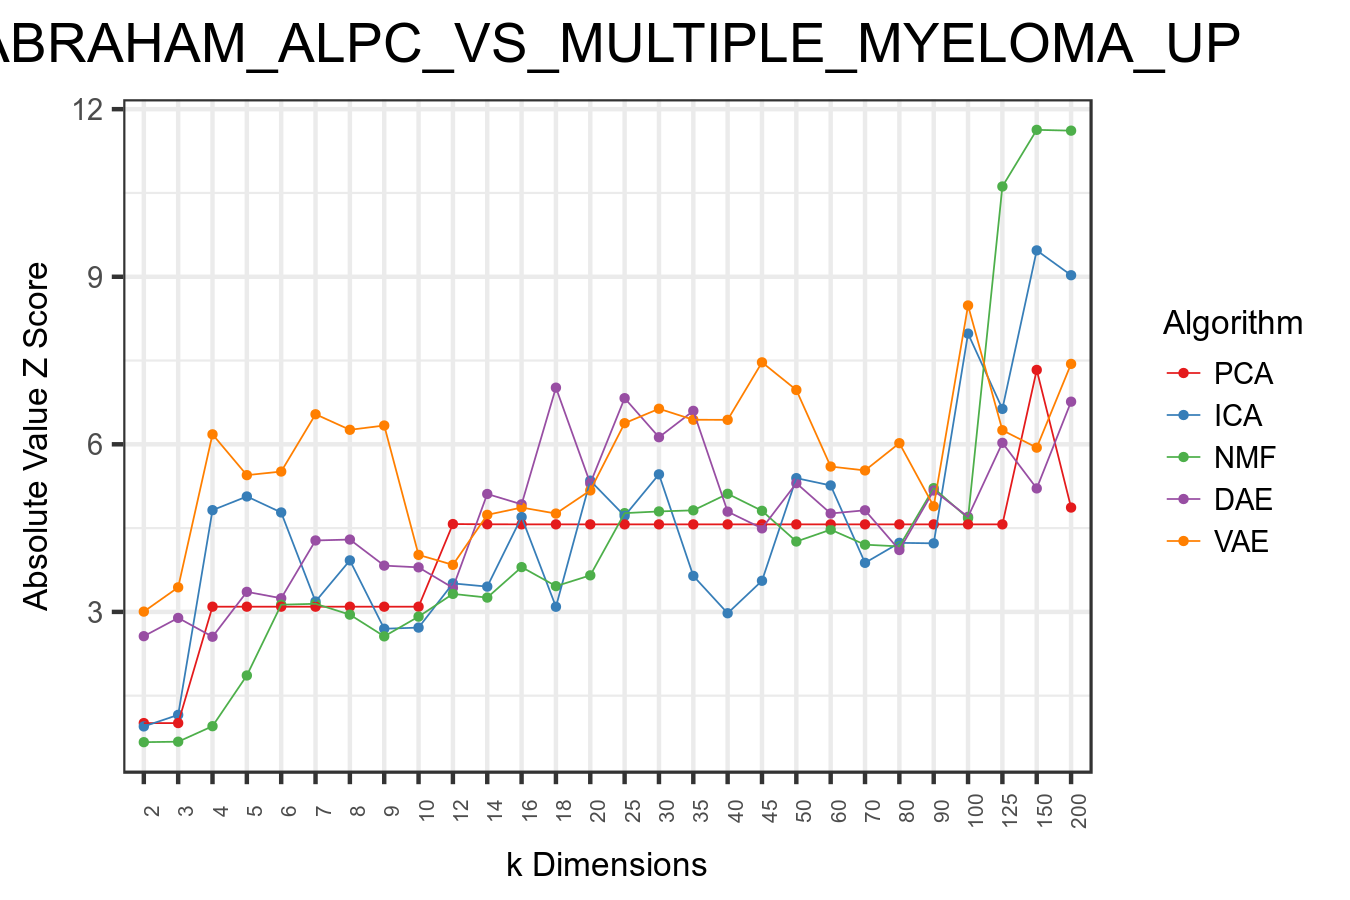 ABRAHAM_ALPC_VS_MULTIPLE_MYELOMA_UP
12
9
6
3
Absolute Value Z Score
2 3 4 5 6 7 8 9 10 12 14 16 18 20 25 30 35 40 45 50 60 70 80 90 100 125 150 200
k Dimensions
Algorithm
PCA
ICA
NMF
DAE
VAE